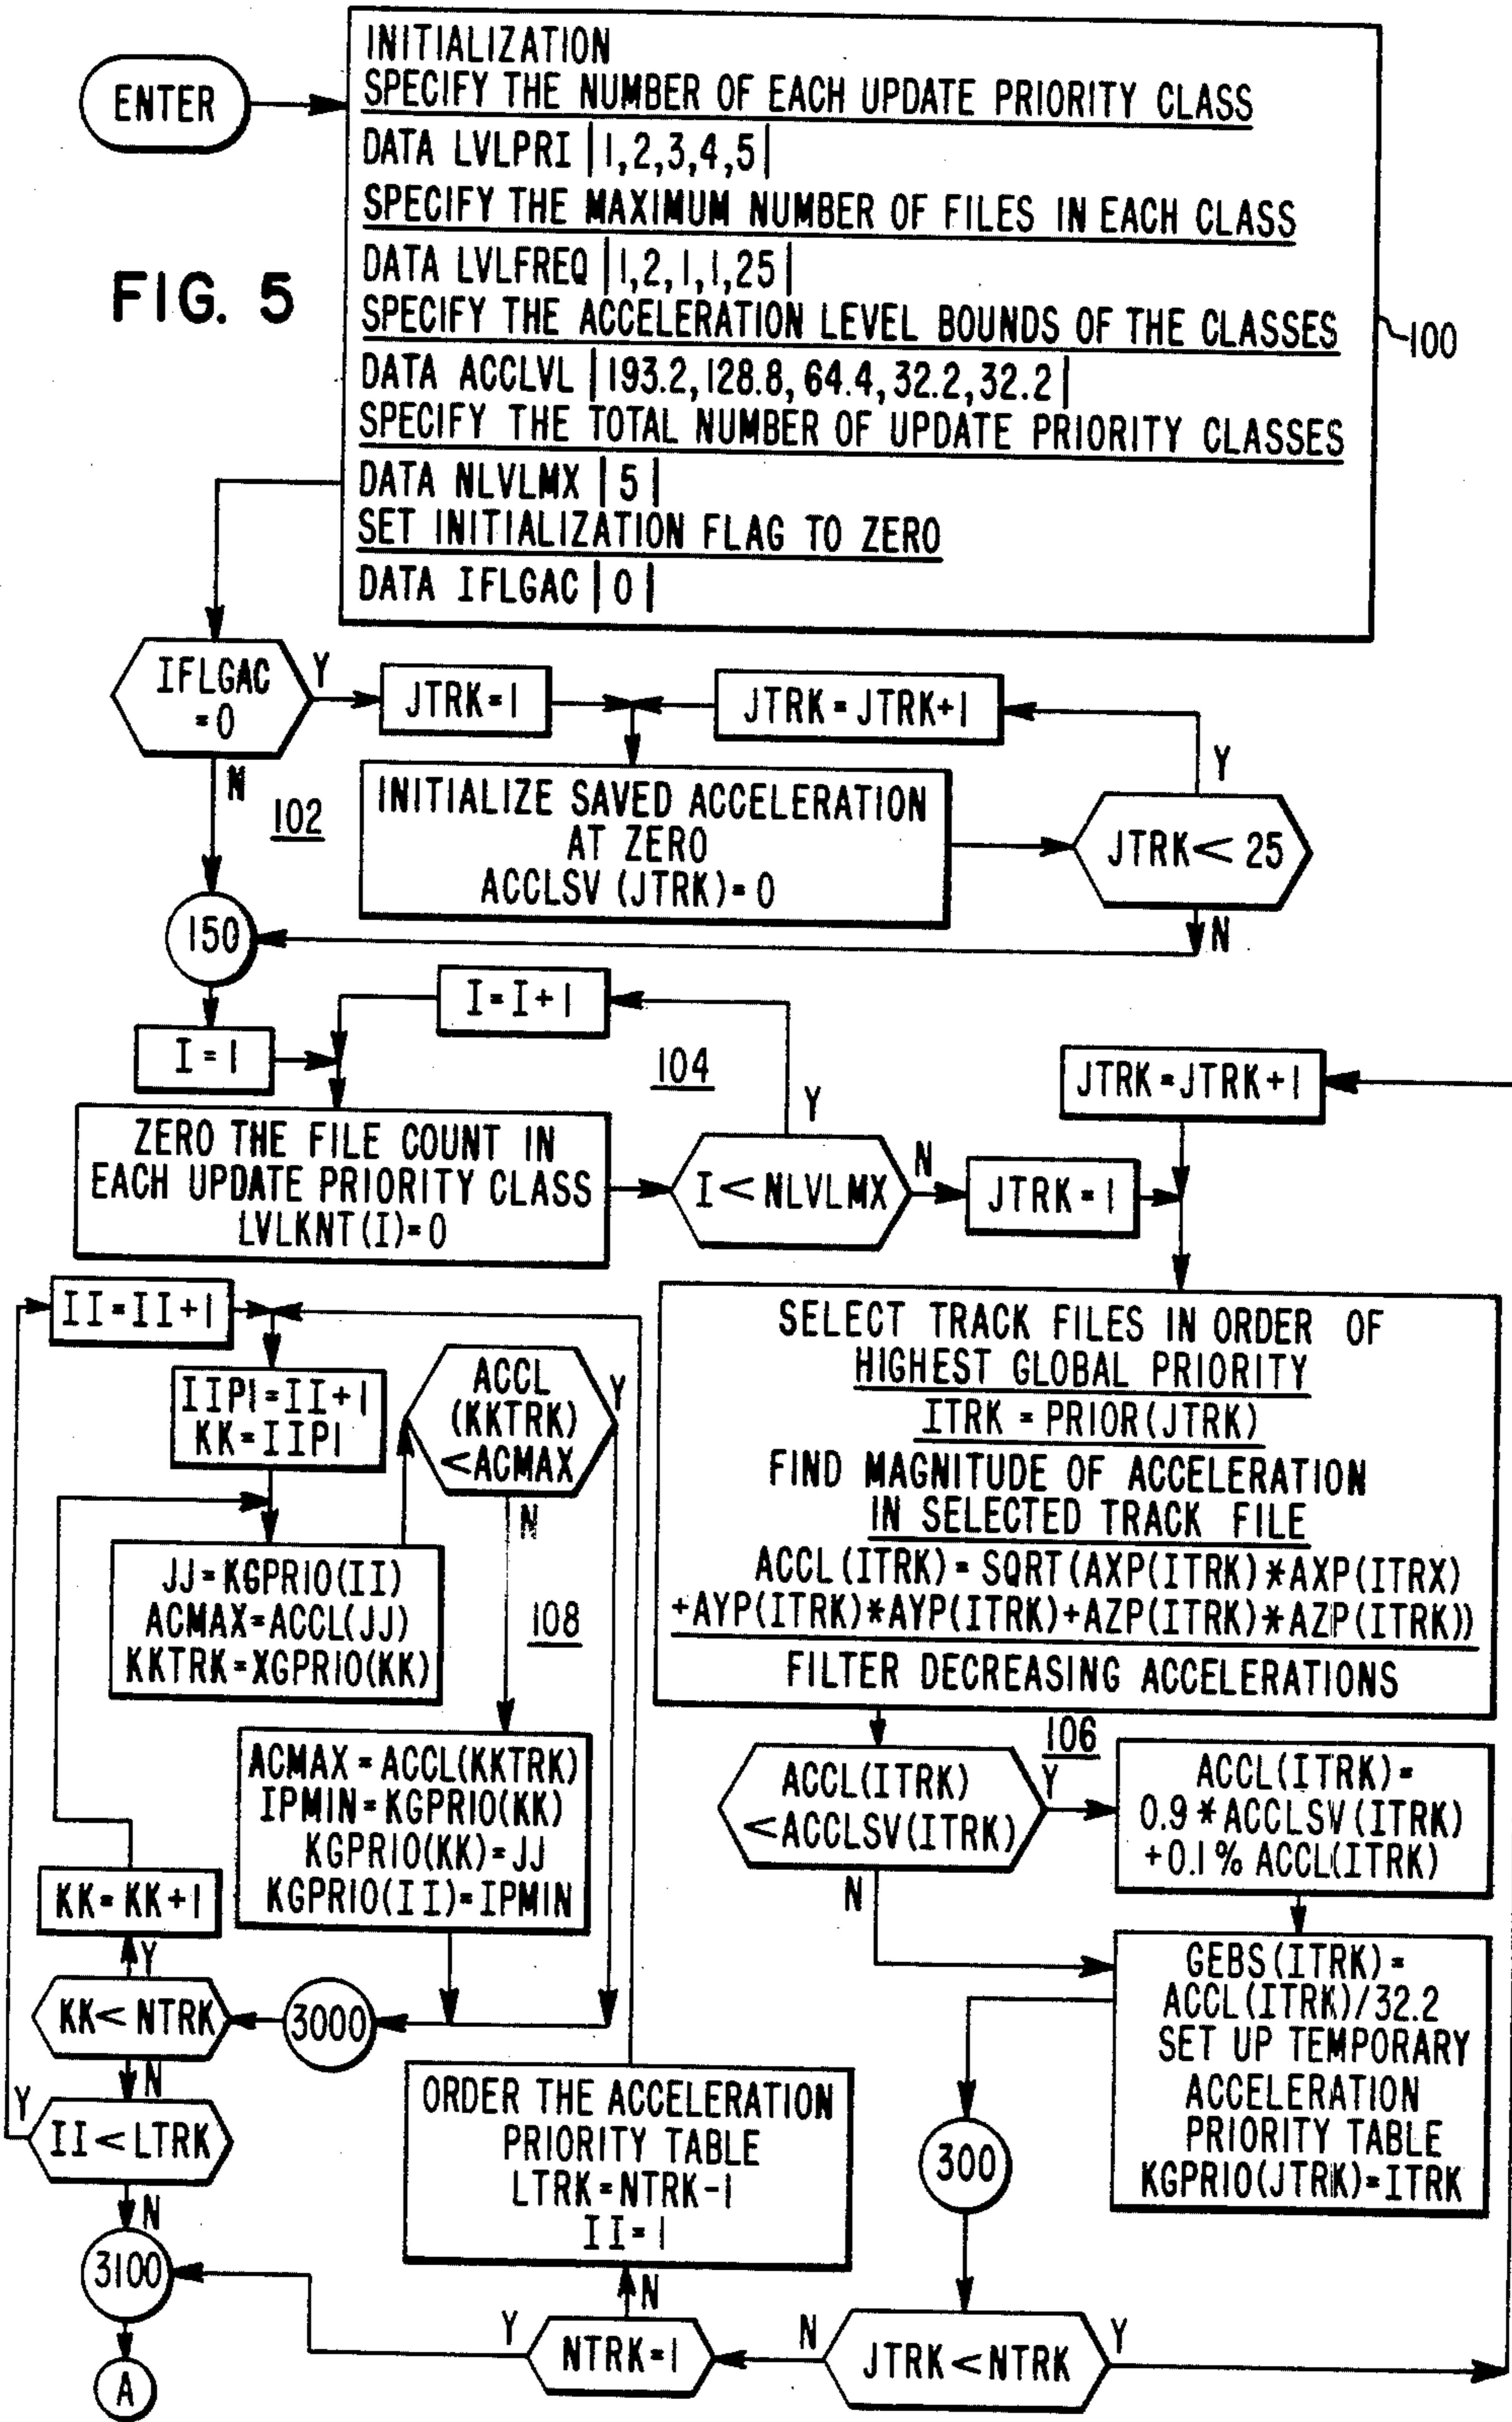 ENTER
INITIALIZATION
SPECIFY THE NUMBER OF EACH UPDATE PRIORITY CLASS
DATA LVLPRI |1,2,3,4,5|
SPECIFY THE MAXIMUM NUMBER OF FILES IN EACH CLASS
DATA LVLFREQ |1,2,1,1,25|
SPECIFY THE ACCELERATION LEVEL BOUNDS OF THE CLASSES
DATA ACCLVL |193.2,128.8,64.4,32.2,32.2|
SPECIFY THE TOTAL NUMBER OF UPDATE PRIORITY CLASSES
DATA NLVLMX |5|
SET INITIALIZATION FLAG TO ZERO
DATA IFLGAC |0|
100
FIG. 5
IFLGAC
=0
Y
N
JTRK=1
JTRK=JTRK+1
INITIALIZE SAVED ACCELERATION
AT ZERO
ACCLSV (JTRK)=0
JTRK<25
Y
N
102
150
I=1
I=I+1
104
ZERO THE FILE COUNT IN
EACH UPDATE PRIORITY CLASS
LVLKNT(I)=0
I<NLVLMX
Y
N
JTRK=1
JTRK=JTRK+1
SELECT TRACK FILES IN ORDER OF
HIGHEST GLOBAL PRIORITY
ITRK = PRIOR(JTRK)
FIND MAGNITUDE OF ACCELERATION
IN SELECTED TRACK FILE
ACCL(ITRK)=SQRT(AXP(ITRK)*AXP(ITRX)
+AYP(ITRK)*AYP(ITRK)+AZP(ITRK)*AZP(ITRK))
FILTER DECREASING ACCELERATIONS
106
ACCL(ITRK)
<ACCLSV(ITRK)
Y
N
ACCL(ITRK)=
0.9*ACCLSV(ITRK)
+0.1% ACCL(ITRK)
GEBS(ITRK)=
ACCL(ITRK)/32.2
SET UP TEMPORARY
ACCELERATION
PRIORITY TABLE
KGPRIO(JTRK)=ITRK
300
JTRK<NTRK
Y
N
NTRK=1
Y
N
ORDER THE ACCELERATION
PRIORITY TABLE
LTRK=NTRK-1
II=1
II=II+1
IIP1=II+1
KK=IIP1
JJ=KGPRIO(II)
ACMAX=ACCL(JJ)
KKTRK=XGPRIO(KK)
ACCL
(KKTRK)
<ACMAX
Y
N
108
ACMAX=ACCL(KKTRK)
IPMIN=KGPRIO(KK)
KGPRIO(KK)=JJ
KGPRIO(II)=IPMIN
3000
KK<NTRK
Y
N
KK=KK+1
II<LTRK
Y
N
3100
A